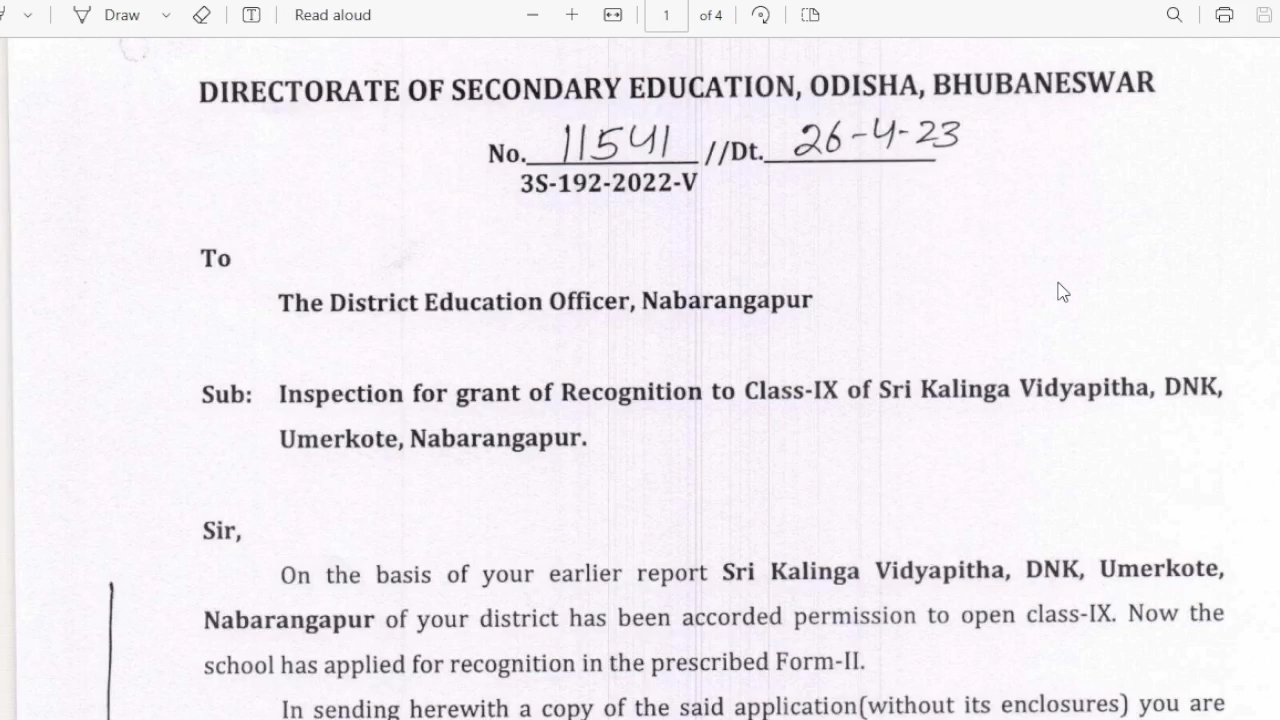 Draw
Read aloud
1 of 4
DIRECTORATE OF SECONDARY EDUCATION, ODISHA, BHUBANESWAR
No. 11541 //Dt. 26-4-23
3S-192-2022-V
To
The District Education Officer, Nabarangapur
Sub: Inspection for grant of Recognition to Class-IX of Sri Kalinga Vidyapitha, DNK,
Umerkote, Nabarangapur.
Sir,
On the basis of your earlier report Sri Kalinga Vidyapitha, DNK, Umerkote,
Nabarangapur of your district has been accorded permission to open class-IX. Now the
school has applied for recognition in the prescribed Form-II.
In sending herewith a copy of the said application(without its enclosures) you are